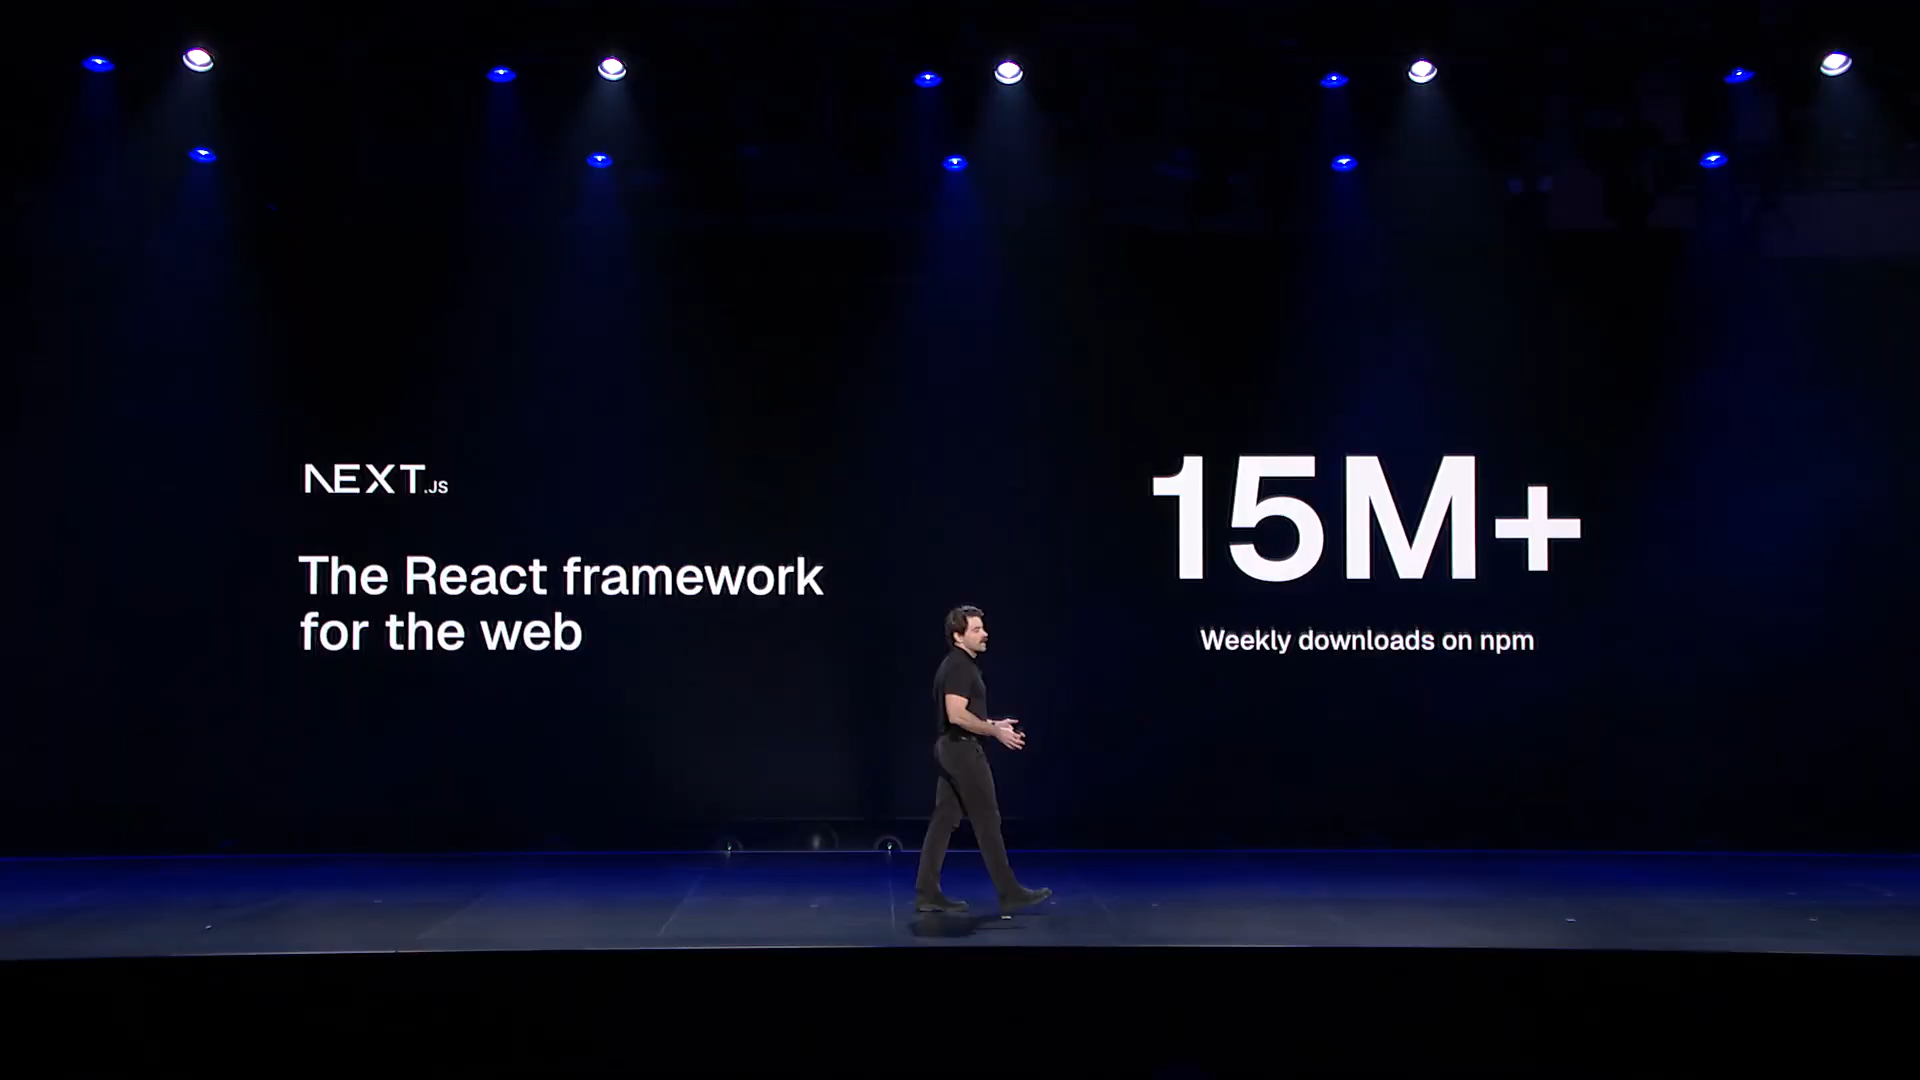 NEXT.JS
The React framework
for the web
15M+
Weekly downloads on npm